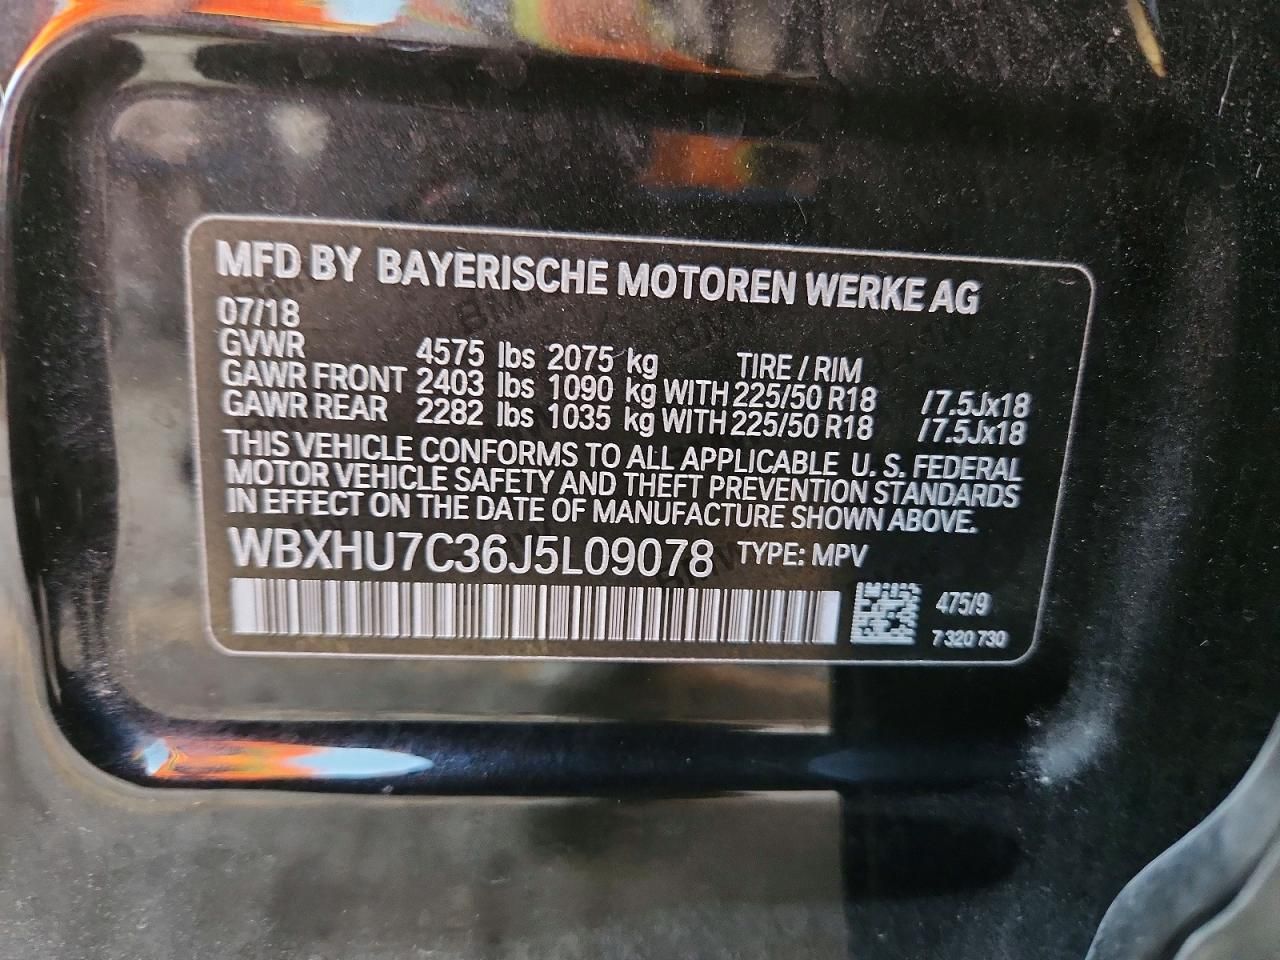 MFD BY BAYERISCHE MOTOREN WERKE AG
07/18
GVWR 4575 lbs 2075 kg TIRE / RIM
GAWR FRONT 2403 lbs 1090 kg WITH 225/50 R18 /7.5Jx18
GAWR REAR 2282 lbs 1035 kg WITH 225/50 R18 /7.5Jx18
THIS VEHICLE CONFORMS TO ALL APPLICABLE U. S. FEDERAL
MOTOR VEHICLE SAFETY AND THEFT PREVENTION STANDARDS
IN EFFECT ON THE DATE OF MANUFACTURE SHOWN ABOVE.
WBXHU7C36J5L09078 TYPE: MPV
475/9
7 320 730